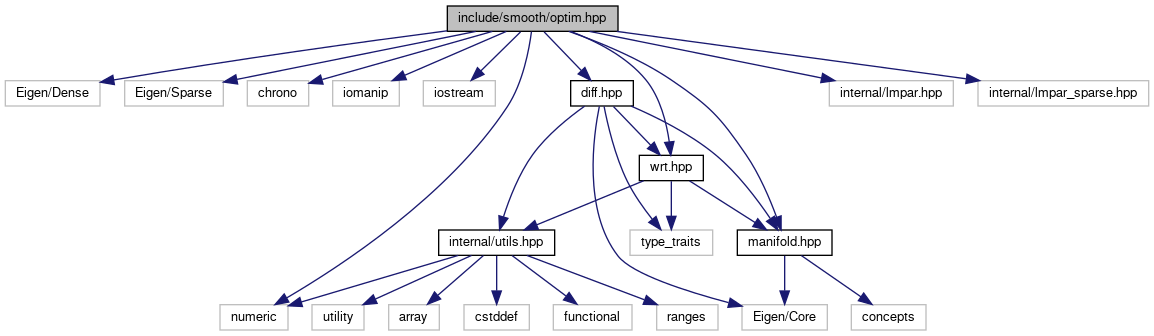 include/smooth/optim.hpp
Eigen/Dense
Eigen/Sparse
chrono
iomanip
iostream
diff.hpp
internal/lmpar.hpp
internal/lmpar_sparse.hpp
wrt.hpp
internal/utils.hpp
type_traits
manifold.hpp
numeric
utility
array
cstddef
functional
ranges
Eigen/Core
concepts